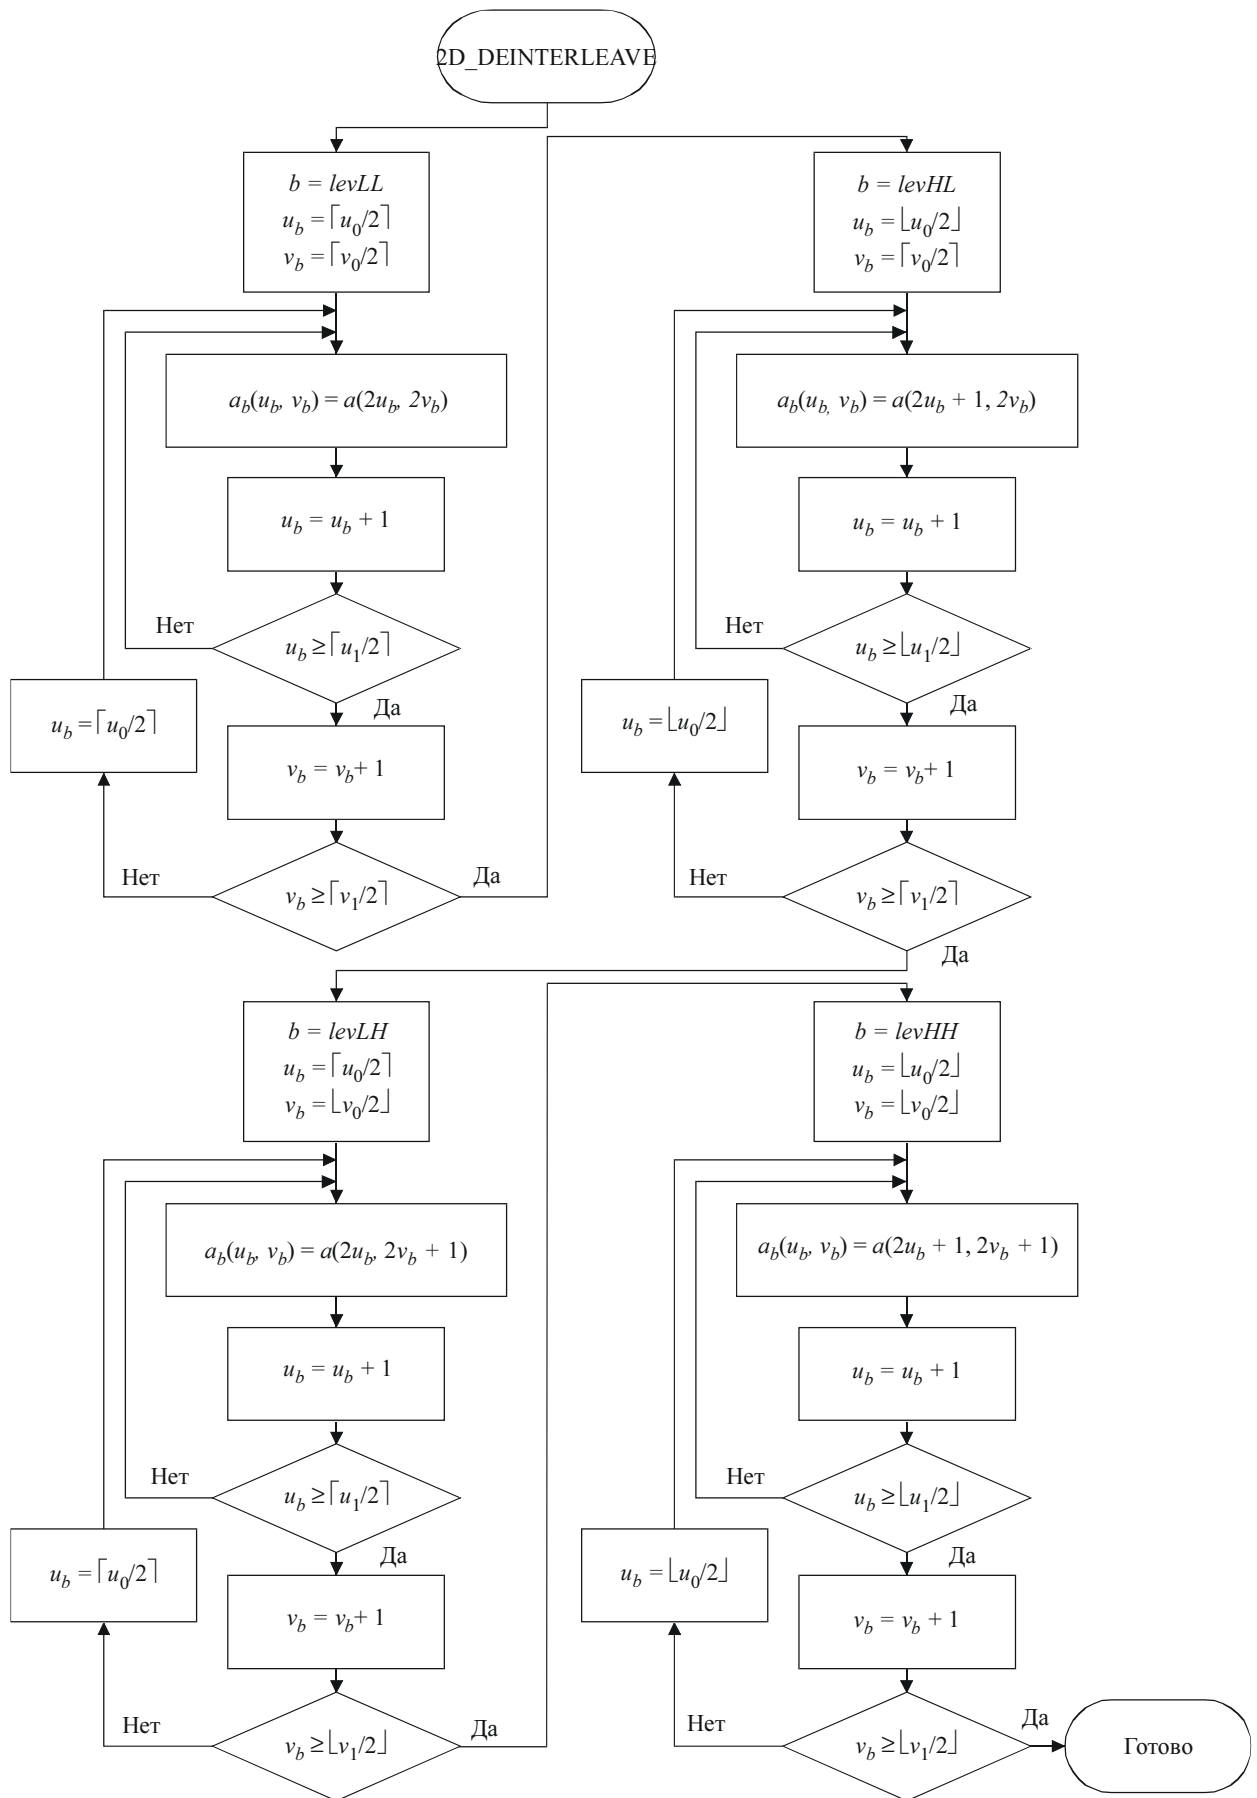 2D_DEINTERLEAVE
b = levLL
u_b = ⌈u_0/2⌉
v_b = ⌈v_0/2⌉
a_b(u_b, v_b) = a(2u_b, 2v_b)
u_b = u_b + 1
Нет
u_b ≥ ⌈u_1/2⌉
Да
u_b = ⌈u_0/2⌉
v_b = v_b + 1
Нет
v_b ≥ ⌈v_1/2⌉
Да
b = levHL
u_b = ⌊u_0/2⌋
v_b = ⌈v_0/2⌉
a_b(u_b, v_b) = a(2u_b + 1, 2v_b)
u_b = u_b + 1
Нет
u_b ≥ ⌊u_1/2⌋
Да
u_b = ⌊u_0/2⌋
v_b = v_b + 1
Нет
v_b ≥ ⌈v_1/2⌉
Да
b = levLH
u_b = ⌈u_0/2⌉
v_b = ⌊v_0/2⌋
a_b(u_b, v_b) = a(2u_b, 2v_b + 1)
u_b = u_b + 1
Нет
u_b ≥ ⌈u_1/2⌉
Да
u_b = ⌈u_0/2⌉
v_b = v_b + 1
Нет
v_b ≥ ⌊v_1/2⌋
Да
b = levHH
u_b = ⌊u_0/2⌋
v_b = ⌊v_0/2⌋
a_b(u_b, v_b) = a(2u_b + 1, 2v_b + 1)
u_b = u_b + 1
Нет
u_b ≥ ⌊u_1/2⌋
Да
u_b = ⌊u_0/2⌋
v_b = v_b + 1
Нет
v_b ≥ ⌊v_1/2⌋
Да
Готово